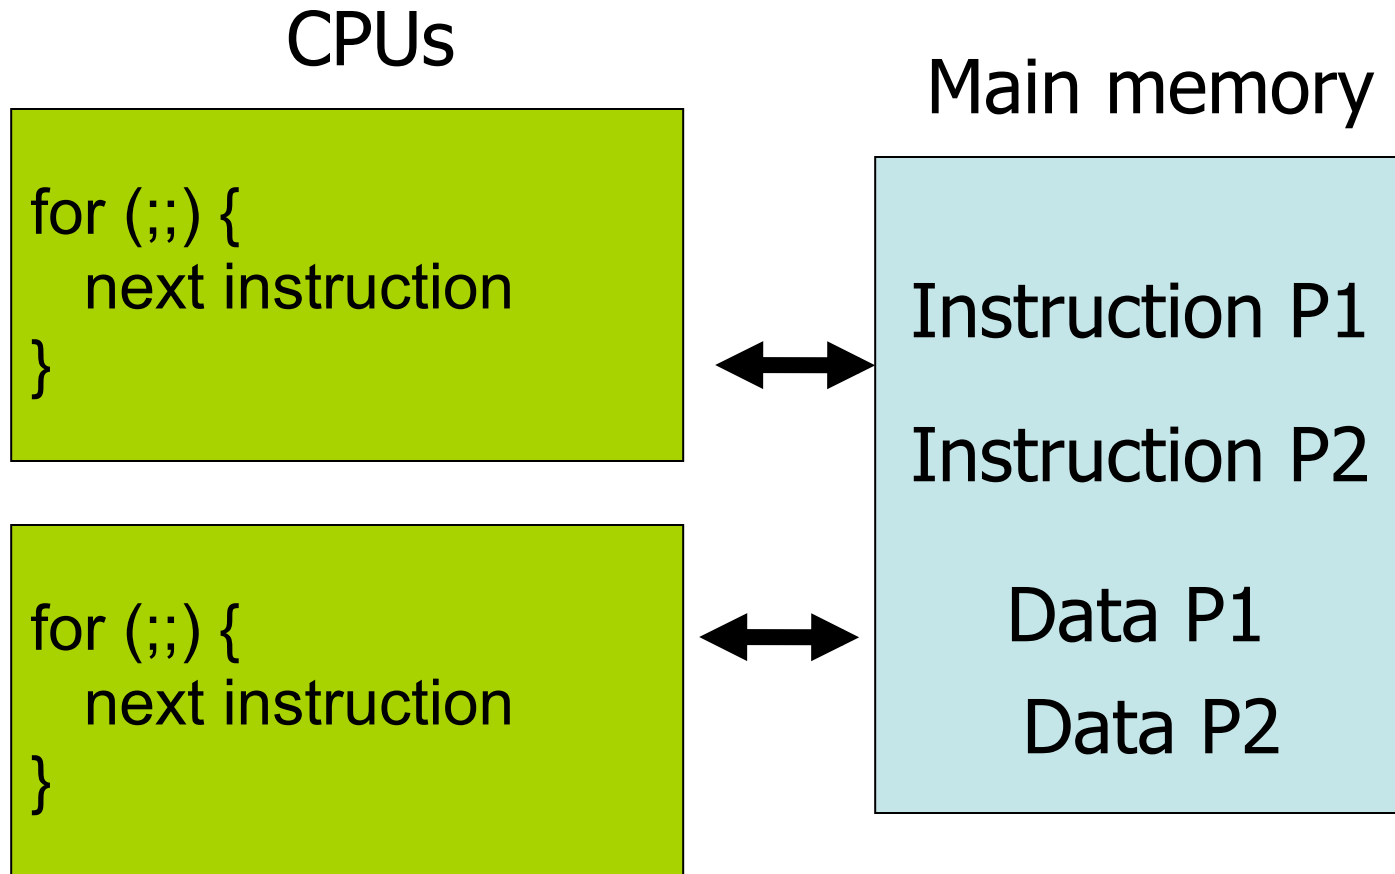 CPUs
for (;;) {
next instruction
}
for (;;) {
next instruction
}
Main memory
Instruction P1
Instruction P2
Data P1
Data P2